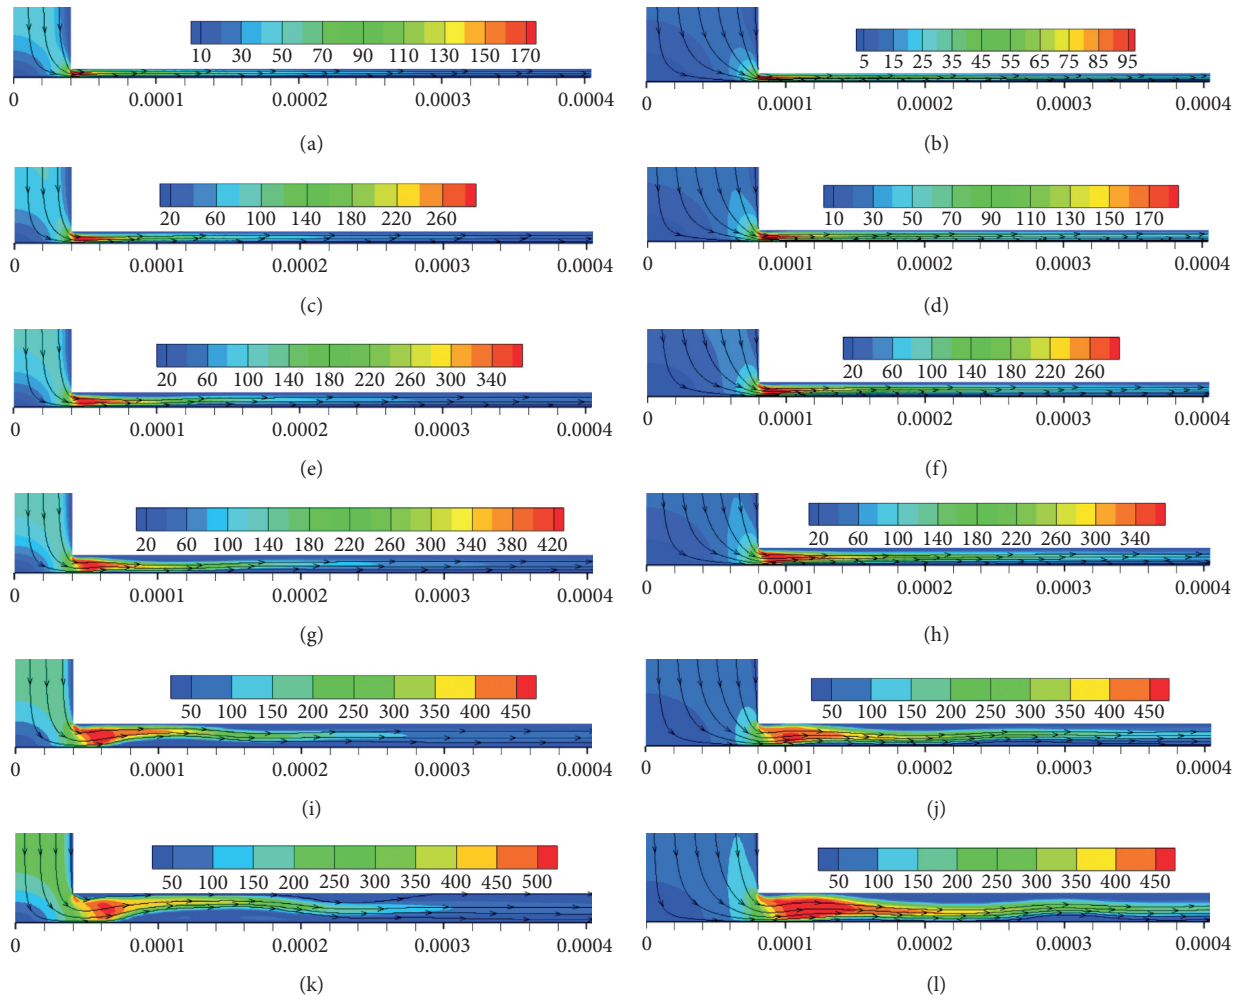 10 30 50 70 90 110 130 150 170
0 0.0001 0.0002 0.0003 0.0004
(a)
5 15 25 35 45 55 65 75 85 95
0 0.0001 0.0002 0.0003 0.0004
(b)
20 60 100 140 180 220 260
0 0.0001 0.0002 0.0003 0.0004
(c)
10 30 50 70 90 110 130 150 170
0 0.0001 0.0002 0.0003 0.0004
(d)
20 60 100 140 180 220 260 300 340
0 0.0001 0.0002 0.0003 0.0004
(e)
20 60 100 140 180 220 260
0 0.0001 0.0002 0.0003 0.0004
(f)
20 60 100 140 180 220 260 300 340 380 420
0 0.0001 0.0002 0.0003 0.0004
(g)
20 60 100 140 180 220 260 300 340
0 0.0001 0.0002 0.0003 0.0004
(h)
50 100 150 200 250 300 350 400 450
0 0.0001 0.0002 0.0003 0.0004
(i)
50 100 150 200 250 300 350 400 450
0 0.0001 0.0002 0.0003 0.0004
(j)
50 100 150 200 250 300 350 400 450 500
0 0.0001 0.0002 0.0003 0.0004
(k)
50 100 150 200 250 300 350 400 450
0 0.0001 0.0002 0.0003 0.0004
(l)